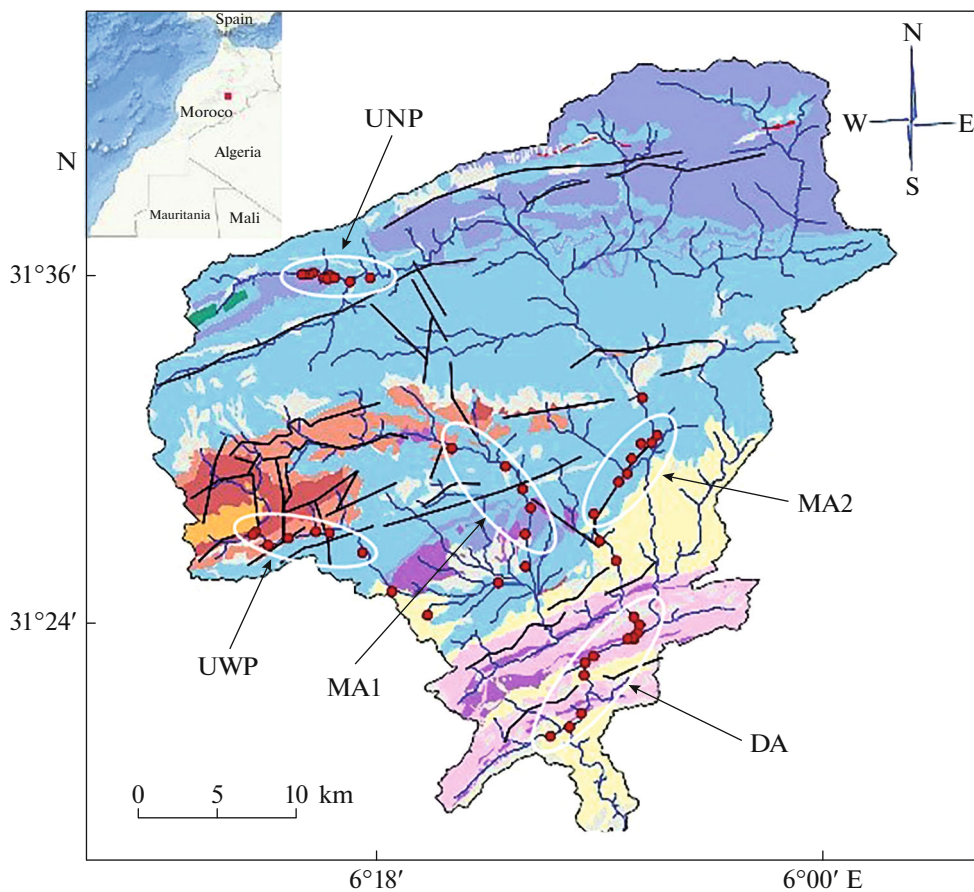 Spain
Moroco
Algeria
Mauritania
Mali
N
W
E
S
N
UNP
31°36′
MA2
31°24′
UWP
MA1
DA
0 5 10 km
6°18′
6°00′ E